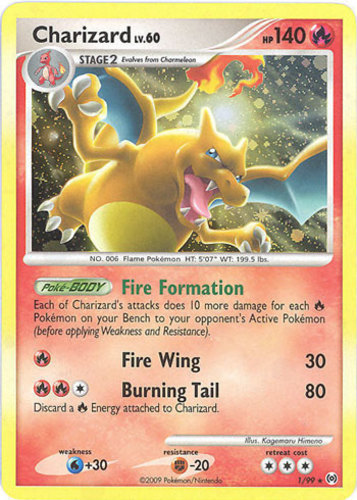 Charizard LV.60 HP 140
STAGE2 Evolves from Charmeleon
NO. 006 Flame Pokémon HT: 5'07" WT: 199.5 lbs.
Poké-BODY Fire Formation
Each of Charizard's attacks does 10 more damage for each
Pokémon on your Bench to your opponent's Active Pokémon
(before applying Weakness and Resistance).
Fire Wing 30
Burning Tail 80
Discard a Energy attached to Charizard.
Illus. Kagemaru Himeno
weakness resistance retreat cost
+30 -20
1/99
©2009 Pokémon/Nintendo